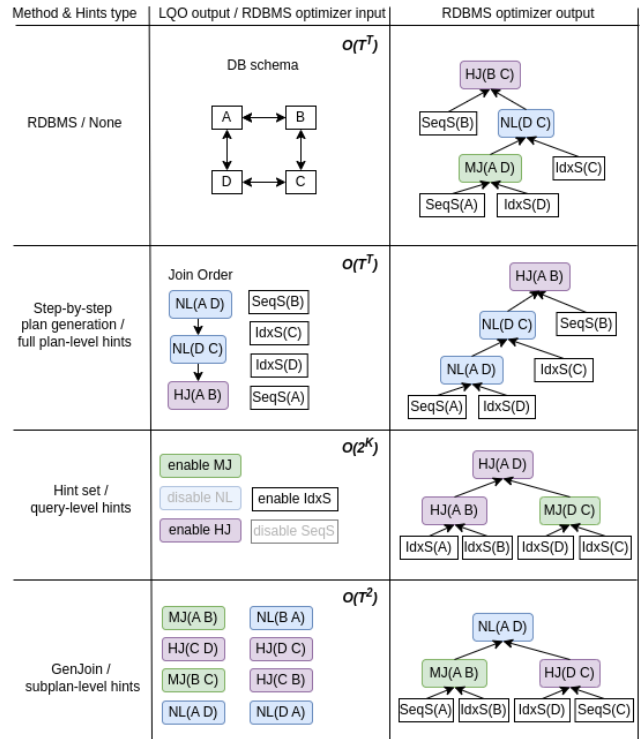 Method & Hints type
LQO output / RDBMS optimizer input
RDBMS optimizer output
RDBMS / None
O(T^T)
DB schema
A
B
D
C
HJ(B C)
SeqS(B)
NL(D C)
MJ(A D)
IdxS(C)
SeqS(A)
IdxS(D)
Step-by-step
plan generation /
full plan-level hints
O(T^T)
Join Order
NL(A D)
NL(D C)
HJ(A B)
SeqS(B)
IdxS(C)
IdxS(D)
SeqS(A)
HJ(A B)
NL(D C)
SeqS(B)
NL(A D)
IdxS(C)
SeqS(A)
IdxS(D)
Hint set /
query-level hints
O(2^K)
enable MJ
disable NL
enable IdxS
enable HJ
disable SeqS
HJ(A D)
HJ(A B)
MJ(D C)
IdxS(A)
IdxS(B)
IdxS(D)
IdxS(C)
GenJoin /
subplan-level hints
O(T^2)
MJ(A B)
NL(B A)
HJ(C D)
HJ(D C)
MJ(B C)
HJ(C B)
NL(A D)
NL(D A)
NL(A D)
MJ(A B)
HJ(D C)
SeqS(A)
IdxS(B)
IdxS(D)
SeqS(C)